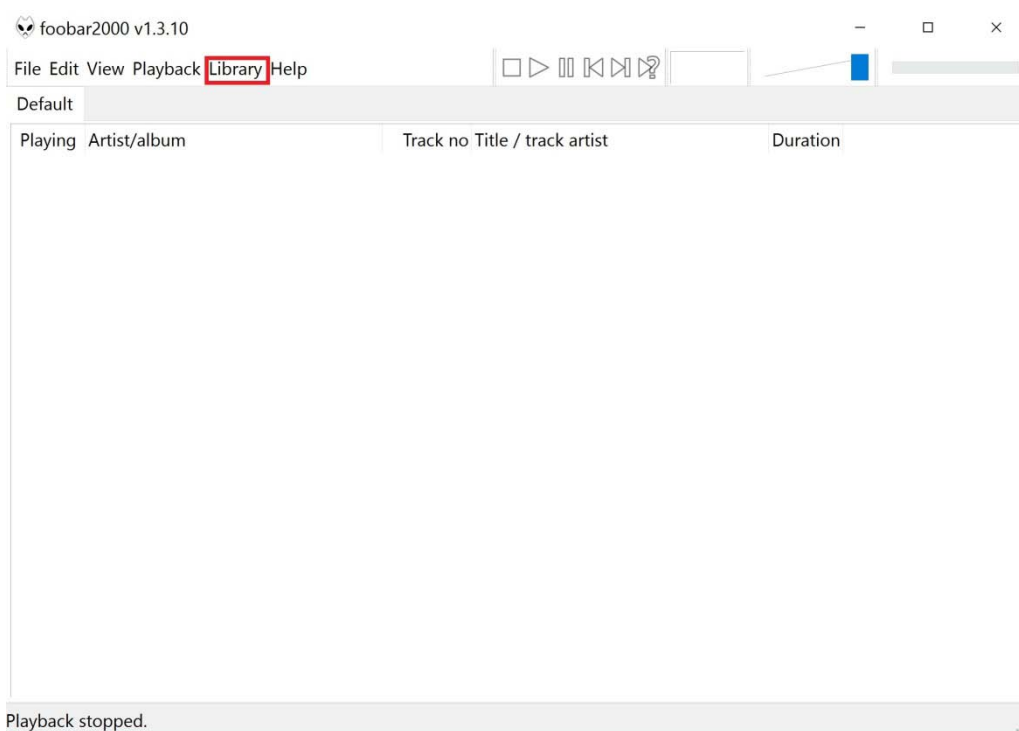 foobar2000 v1.3.10
File Edit View Playback Library Help
Default
Playing Artist/album Track no Title / track artist Duration
Playback stopped.